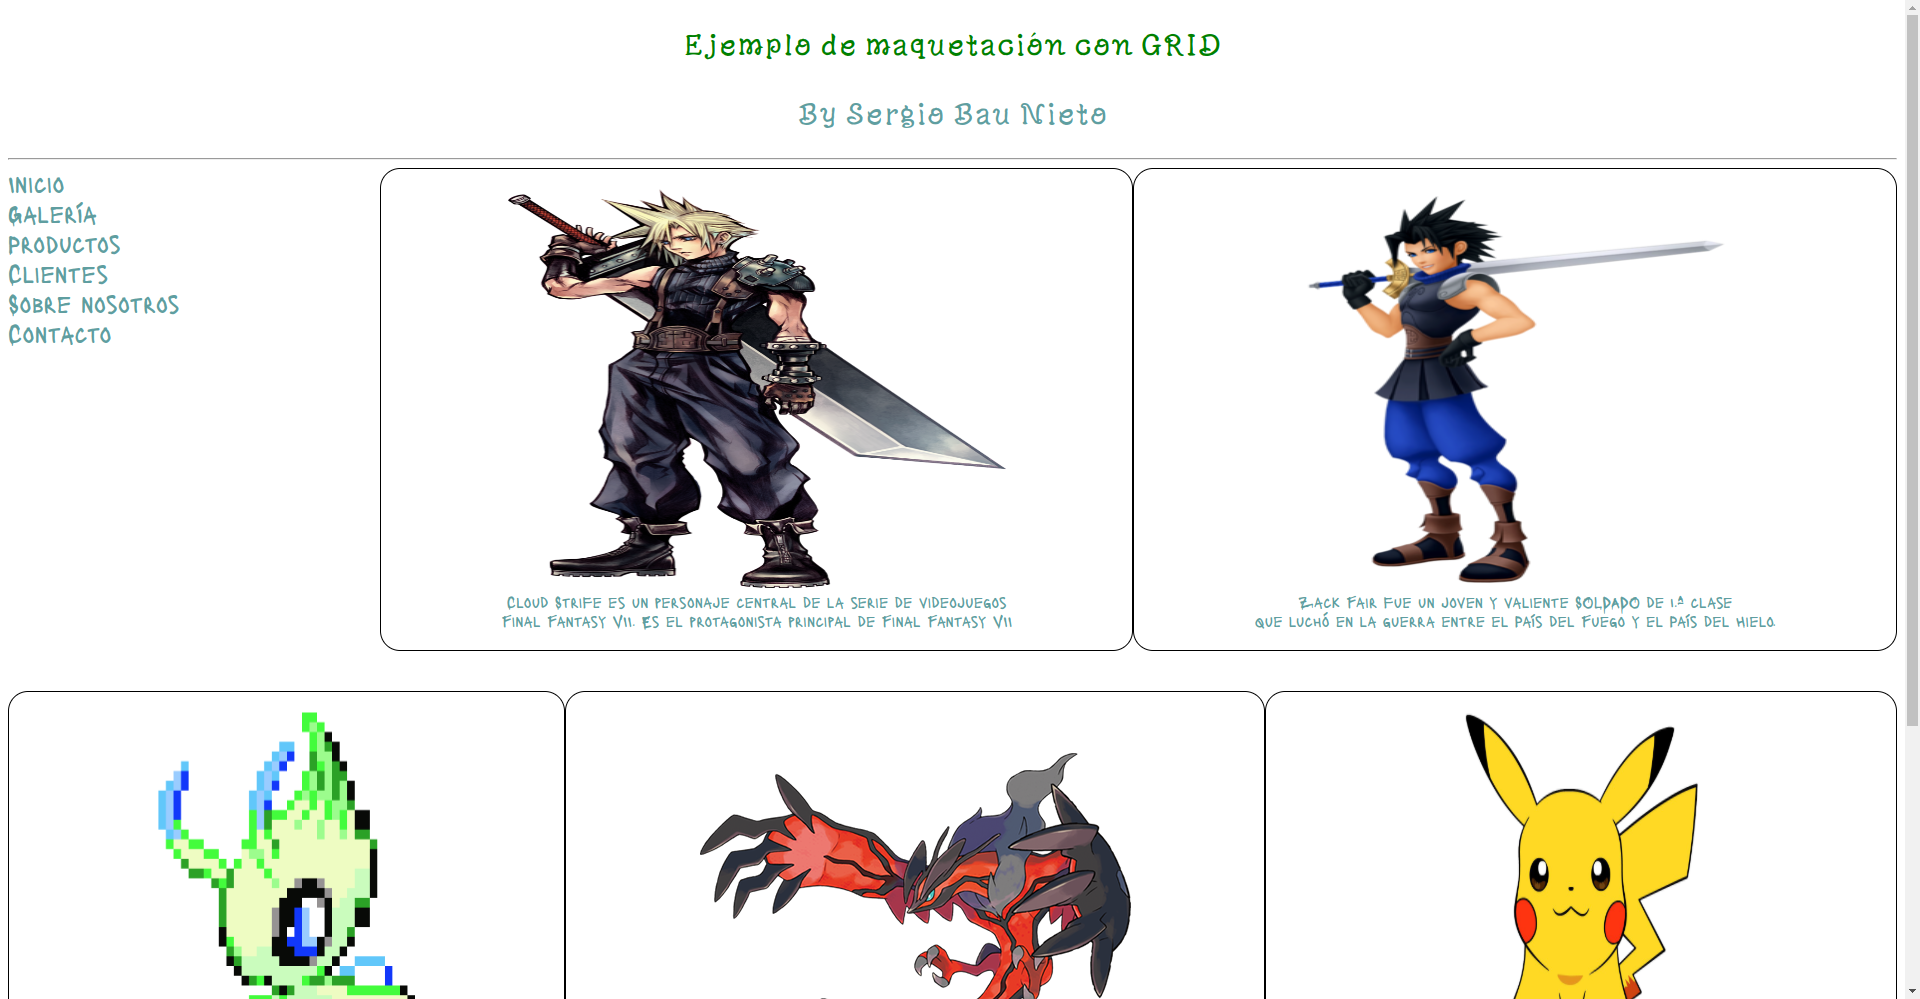 Ejemplo de maquetación con GRID
By Sergio Bau Nieto
Inicio
Galería
Productos
Clientes
Sobre nosotros
Contacto
Cloud Strife es un personaje central de la serie de videojuegos
Final Fantasy VII. Es el protagonista principal de Final Fantasy VII
Zack Fair fue un joven y valiente SOLDADO de 1.ª clase
que luchó en la guerra entre el país del Fuego y el país del hielo.